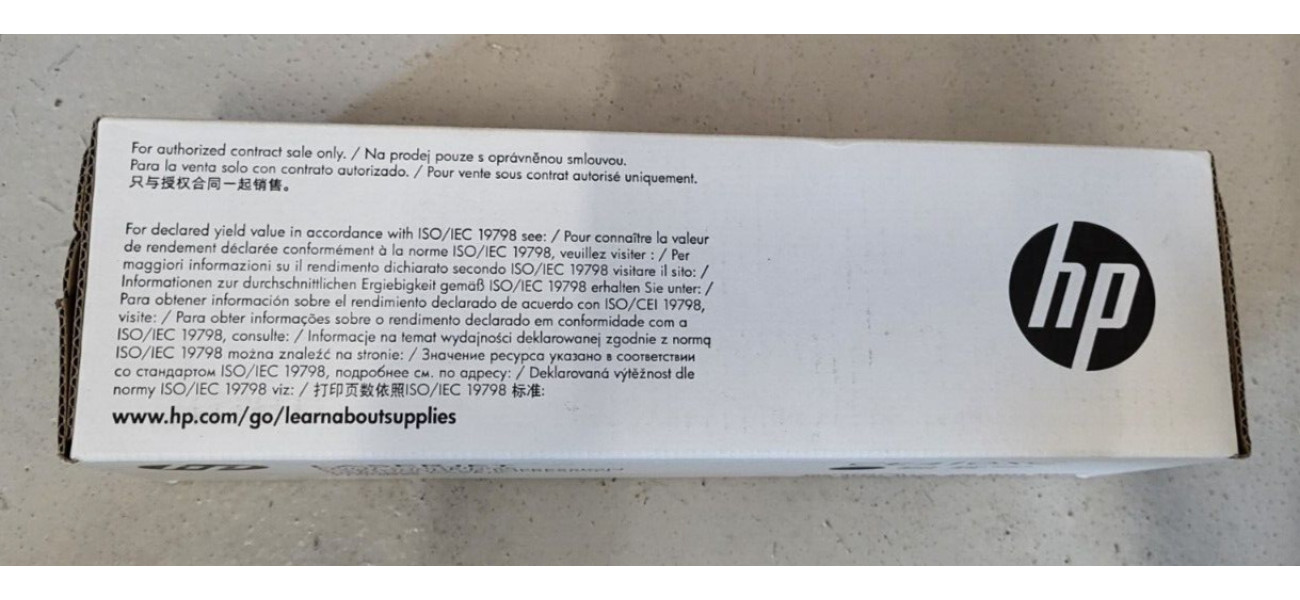 For authorized contract sale only. / Na prodej pouze s oprávněnou smlouvou.
Para la venta solo con contrato autorizado. / Pour vente sous contrat autorisé uniquement.
只与授权合同一起销售。
For declared yield value in accordance with ISO/IEC 19798 see: / Pour connaître la valeur
de rendement déclarée conformément à la norme ISO/IEC 19798, veuillez visiter : / Per
maggiori informazioni su il rendimento dichiarato secondo ISO/IEC 19798 visitare il sito: /
Informationen zur durchschnittlichen Ergiebigkeit gemäß ISO/IEC 19798 erhalten Sie unter: /
Para obtener información sobre el rendimiento declarado de acuerdo con ISO/CEI 19798,
visite: / Para obter informações sobre o rendimento declarado em conformidade com a
ISO/IEC 19798, consulte: / Informacje na temat wydajności deklarowanej zgodnie z normą
ISO/IEC 19798 można znaleźć na stronie: / Значение ресурса указано в соответствии
со стандартом ISO/IEC 19798, подробнее см. по адресу: / Deklarovaná výtěžnost dle
normy ISO/IEC 19798 viz: / 打印页数依照ISO/IEC 19798 标准:
www.hp.com/go/learnaboutsupplies
hp